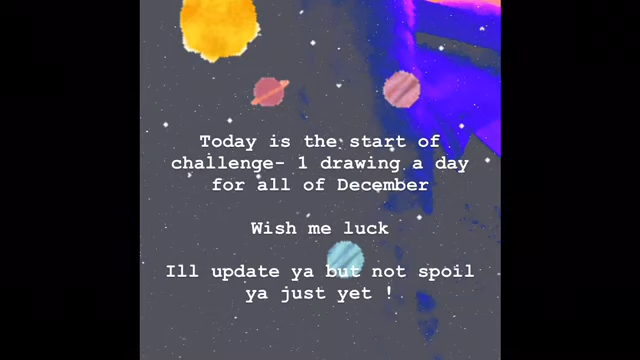 Today is the start of
challenge- 1 drawing a day
for all of December
Wish me luck
Ill update ya but not spoil
ya just yet !